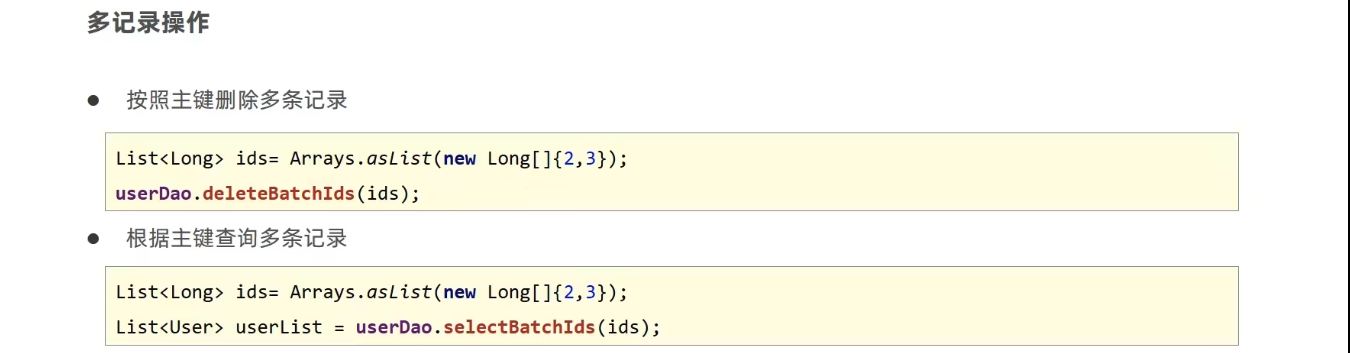 多记录操作
● 按照主键删除多条记录
List<Long> ids= Arrays.asList(new Long[]{2,3});
userDao.deleteBatchIds(ids);
● 根据主键查询多条记录
List<Long> ids= Arrays.asList(new Long[]{2,3});
List<User> userList = userDao.selectBatchIds(ids);